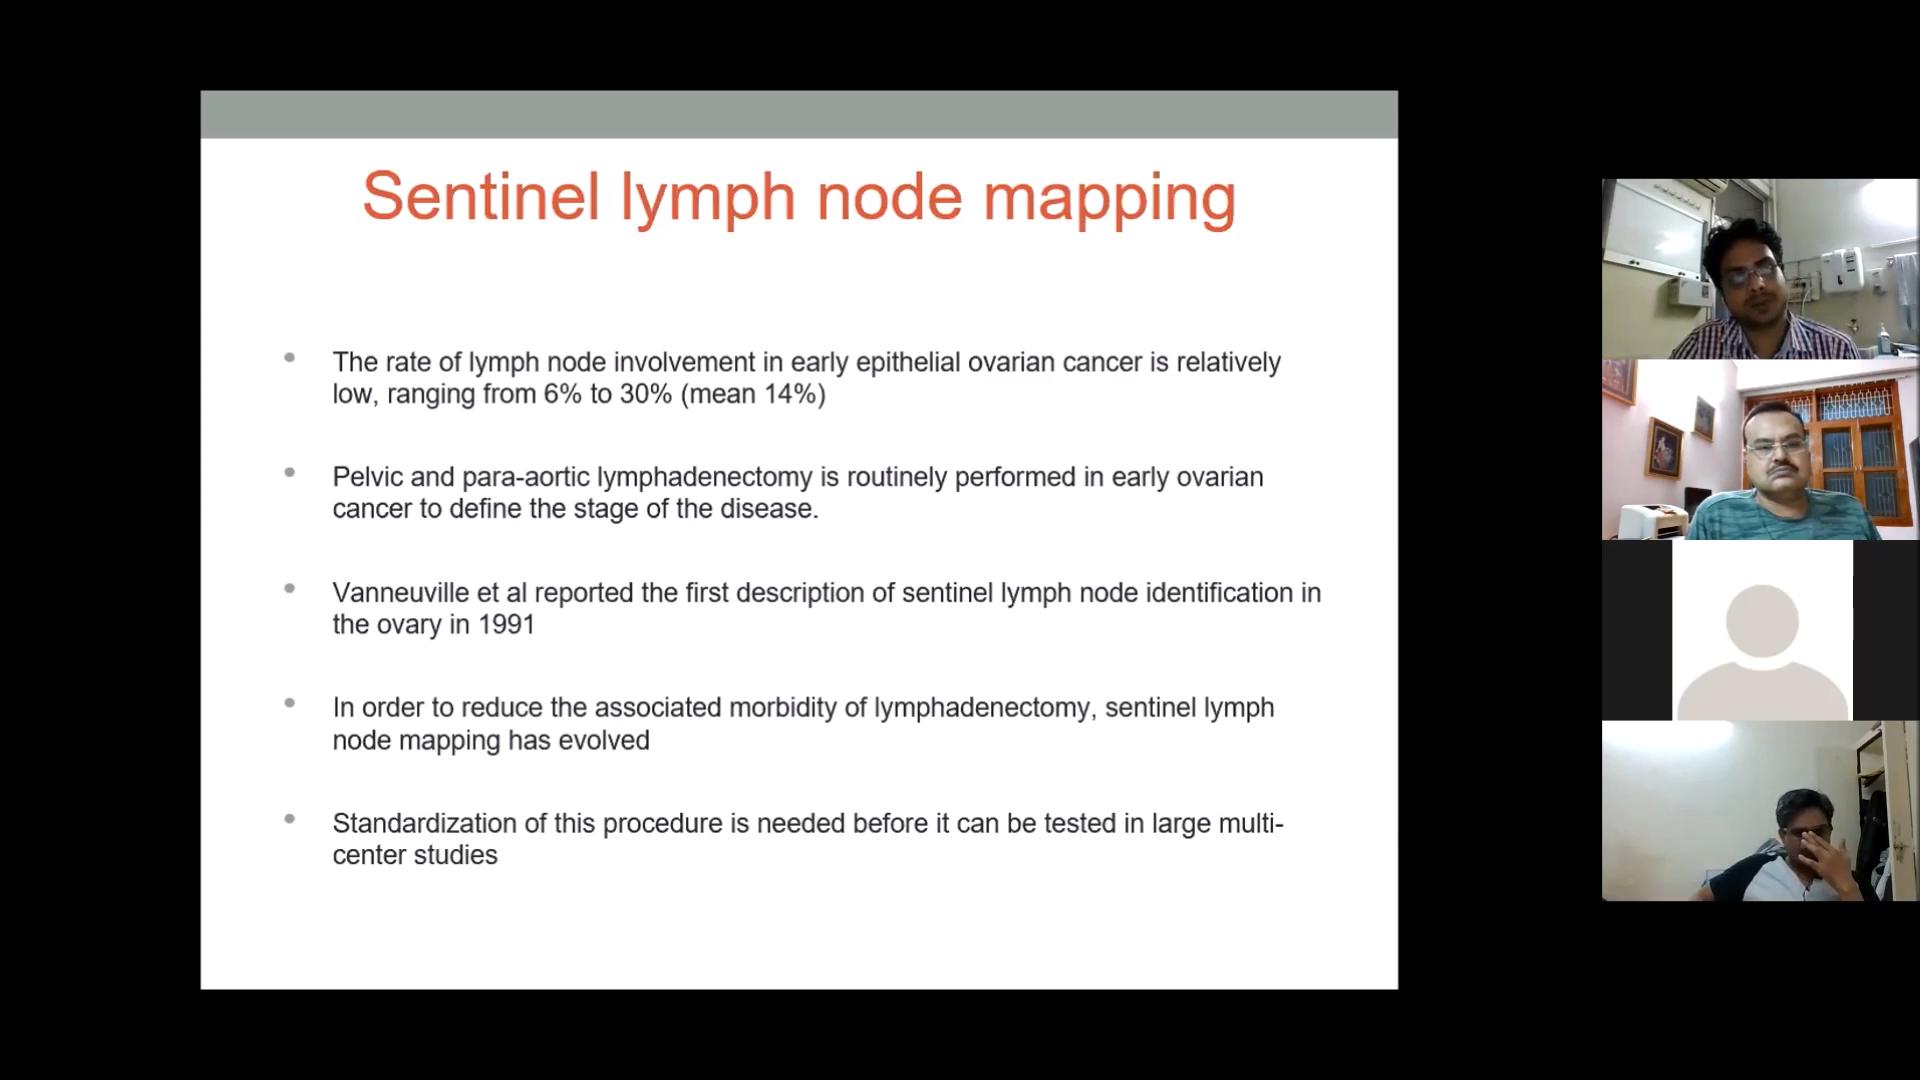 Sentinel lymph node mapping
The rate of lymph node involvement in early epithelial ovarian cancer is relatively
low, ranging from 6% to 30% (mean 14%)
Pelvic and para-aortic lymphadenectomy is routinely performed in early ovarian
cancer to define the stage of the disease.
Vanneuville et al reported the first description of sentinel lymph node identification in
the ovary in 1991
In order to reduce the associated morbidity of lymphadenectomy, sentinel lymph
node mapping has evolved
Standardization of this procedure is needed before it can be tested in large multi-
center studies